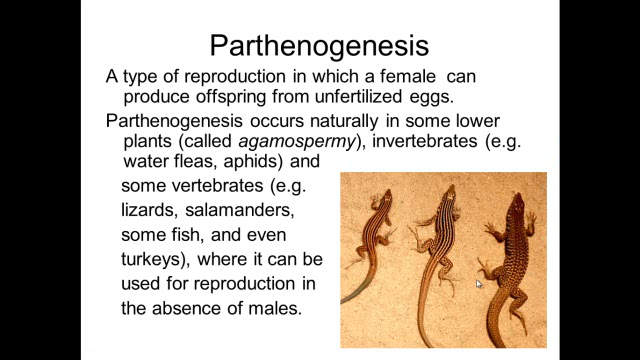 Parthenogenesis
A type of reproduction in which a female can
produce offspring from unfertilized eggs.
Parthenogenesis occurs naturally in some lower
plants (called agamospermy), invertebrates (e.g.
water fleas, aphids) and
some vertebrates (e.g.
lizards, salamanders,
some fish, and even
turkeys), where it can be
used for reproduction in
the absence of males.